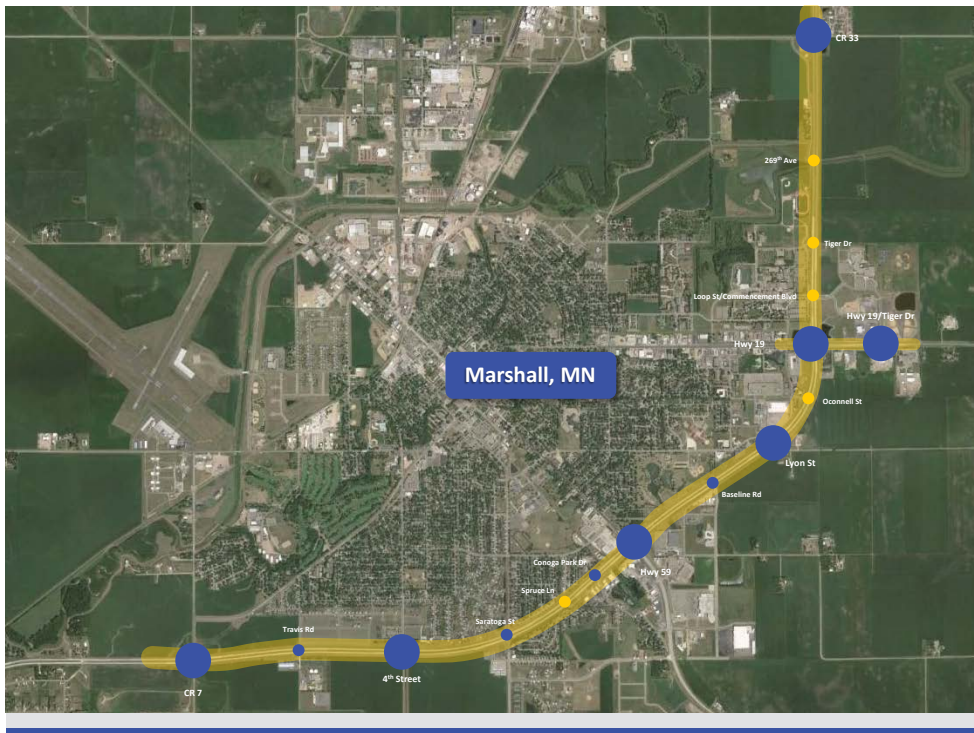 CR 33
269th Ave
Tiger Dr
Loop St/Commencement Blvd
Hwy 19/Tiger Dr
Hwy 19
Marshall, MN
Oconnell St
Lyon St
Baseline Rd
Conoga Park Dr
Hwy 59
Spruce Ln
Saratoga St
Travis Rd
4th Street
CR 7